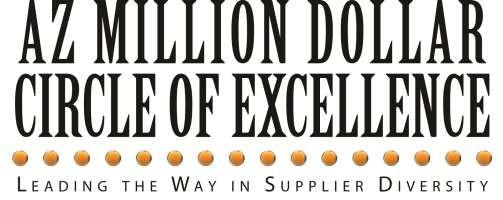 AZ MILLION DOLLAR
CIRCLE OF EXCELLENCE
LEADING THE WAY IN SUPPLIER DIVERSITY